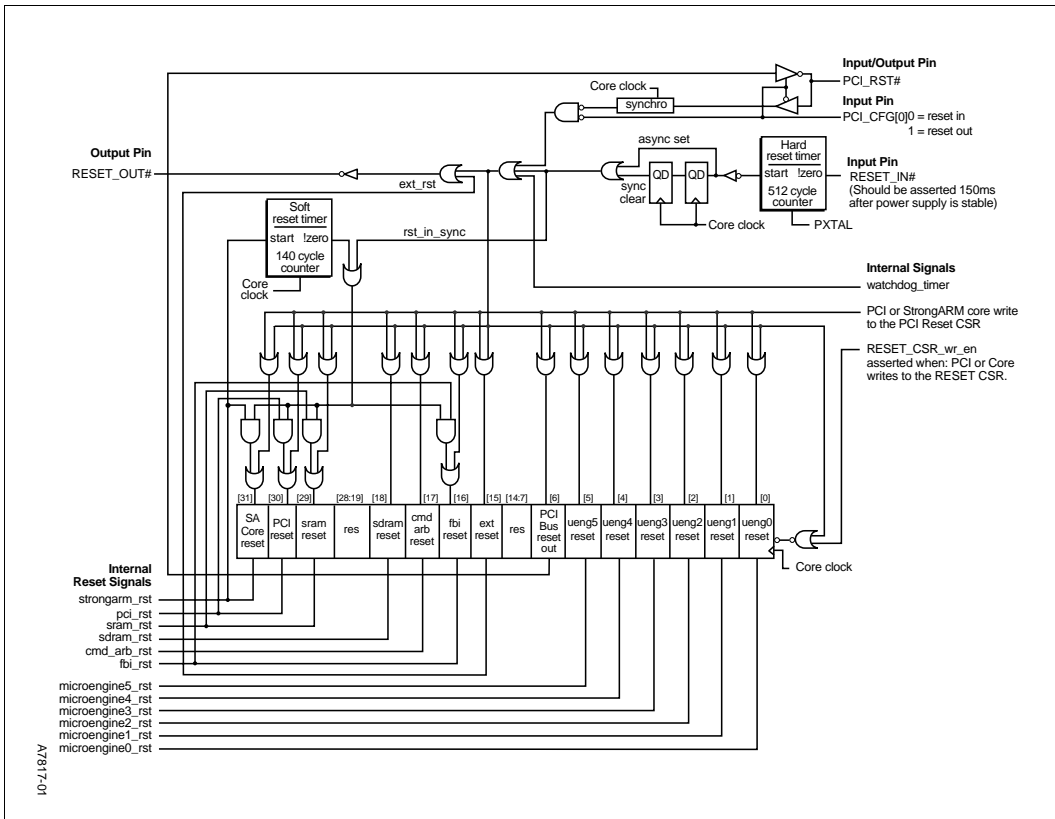 Input/Output Pin
PCI_RST#
Core clock
synchro
Input Pin
PCI_CFG[0]
0 = reset in
1 = reset out
Output Pin
RESET_OUT#
ext_rst
async set
sync
clear
QD
QD
Core clock
Hard
reset timer
start !zero
512 cycle
counter
PXTAL
Input Pin
RESET_IN#
(Should be asserted 150ms
after power supply is stable)
Soft
reset timer
start !zero
140 cycle
counter
Core
clock
rst_in_sync
Internal Signals
watchdog_timer
PCI or StrongARM core write
to the PCI Reset CSR
RESET_CSR_wr_en
asserted when: PCI or Core
writes to the RESET CSR.
[31] [30] [29] [28:19] [18] [17] [16] [15] [14:7] [6] [5] [4] [3] [2] [1] [0]
SA
Core
reset
PCI
reset
sram
reset
res
sdram
reset
cmd
arb
reset
fbi
reset
ext
reset
res
PCI
Bus
reset
out
ueng5
reset
ueng4
reset
ueng3
reset
ueng2
reset
ueng1
reset
ueng0
reset
Core clock
Internal
Reset Signals
strongarm_rst
pci_rst
sram_rst
sdram_rst
cmd_arb_rst
fbi_rst
microengine5_rst
microengine4_rst
microengine3_rst
microengine2_rst
microengine1_rst
microengine0_rst
A7817-01